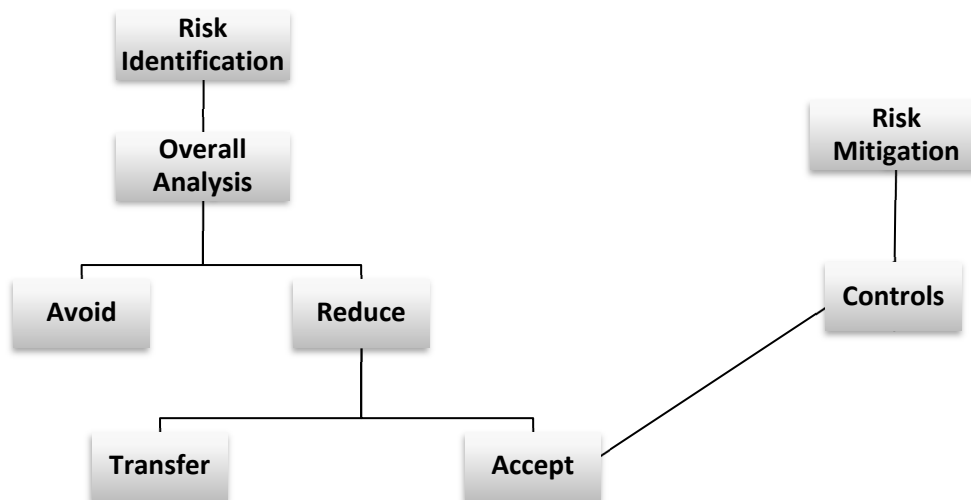 Risk
Identification
Overall
Analysis
Risk
Mitigation
Avoid
Reduce
Controls
Transfer
Accept